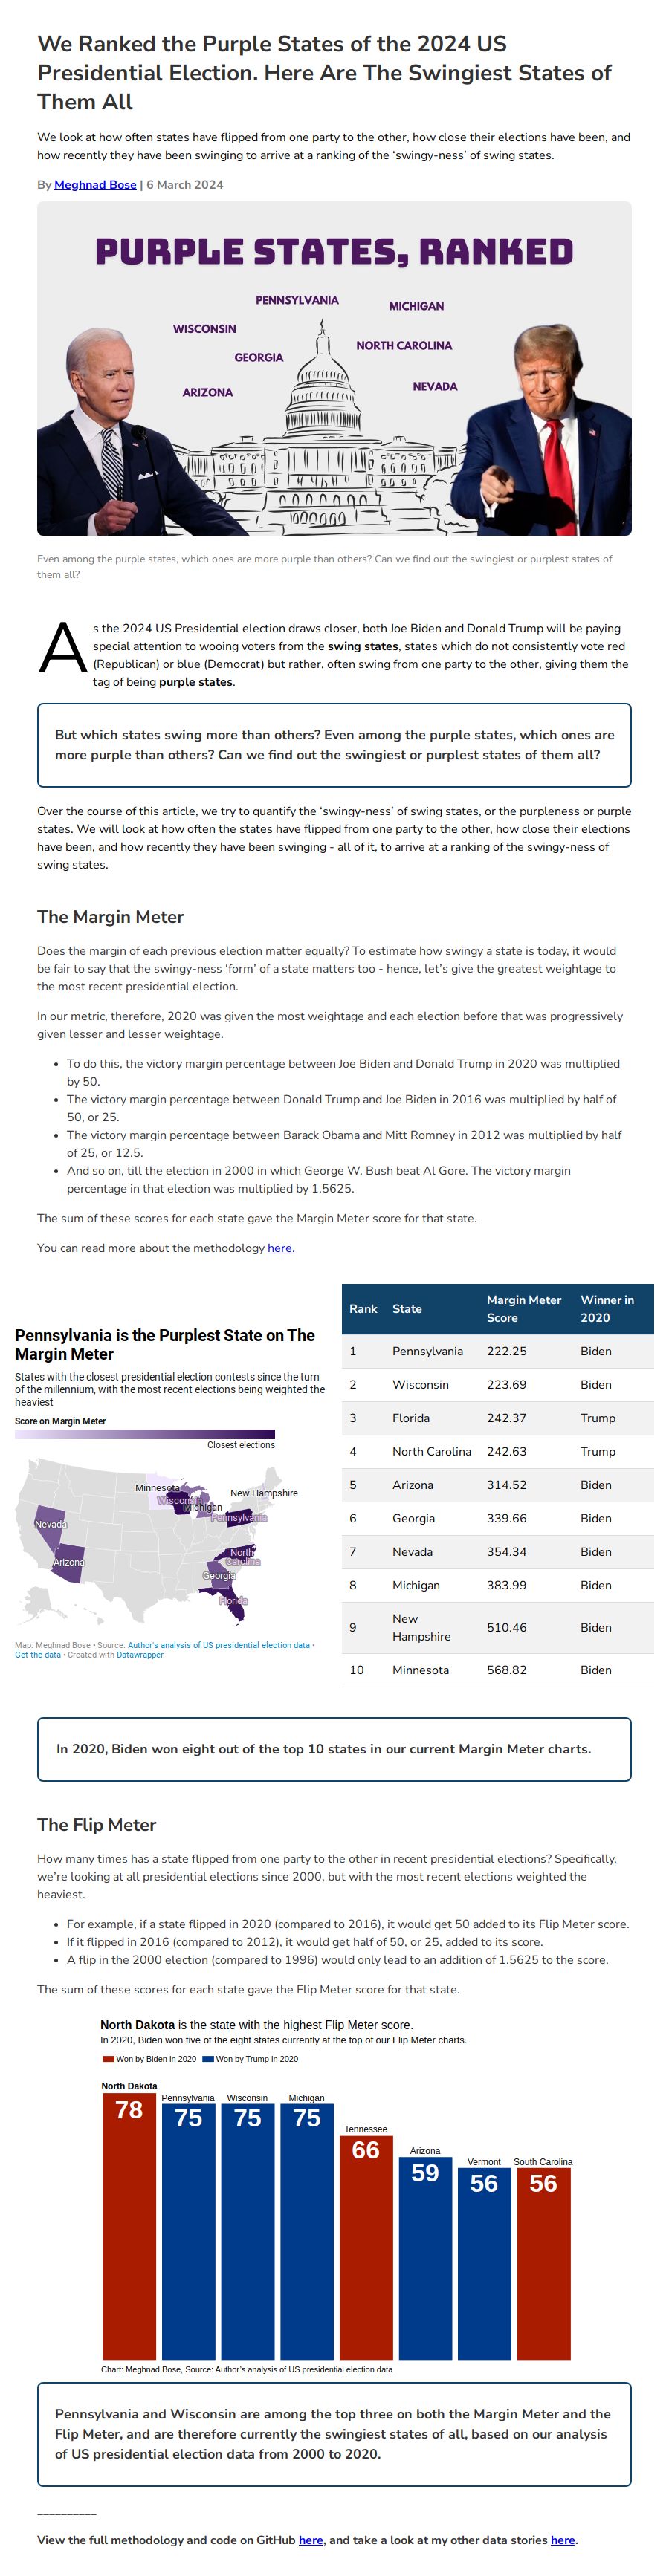 We Ranked the Purple States of the 2024 US
Presidential Election. Here Are The Swingiest States of
Them All
We look at how often states have flipped from one party to the other, how close their elections have been, and
how recently they have been swinging to arrive at a ranking of the ‘swingy-ness’ of swing states.
By Meghnad Bose | 6 March 2024
PURPLE STATES, RANKED
PENNSYLVANIA
MICHIGAN
WISCONSIN
NORTH CAROLINA
GEORGIA
NEVADA
ARIZONA
Even among the purple states, which ones are more purple than others? Can we find out the swingiest or purplest states of
them all?
As the 2024 US Presidential election draws closer, both Joe Biden and Donald Trump will be paying
special attention to wooing voters from the swing states, states which do not consistently vote red
(Republican) or blue (Democrat) but rather, often swing from one party to the other, giving them the
tag of being purple states.
But which states swing more than others? Even among the purple states, which ones are
more purple than others? Can we find out the swingiest or purplest states of them all?
Over the course of this article, we try to quantify the ‘swingy-ness’ of swing states, or the purpleness or purple
states. We will look at how often the states have flipped from one party to the other, how close their elections
have been, and how recently they have been swinging - all of it, to arrive at a ranking of the swingy-ness of
swing states.
The Margin Meter
Does the margin of each previous election matter equally? To estimate how swingy a state is today, it would
be fair to say that the swingy-ness ‘form’ of a state matters too - hence, let’s give the greatest weightage to
the most recent presidential election.
In our metric, therefore, 2020 was given the most weightage and each election before that was progressively
given lesser and lesser weightage.
• To do this, the victory margin percentage between Joe Biden and Donald Trump in 2020 was multiplied
by 50.
• The victory margin percentage between Donald Trump and Joe Biden in 2016 was multiplied by half of
50, or 25.
• The victory margin percentage between Barack Obama and Mitt Romney in 2012 was multiplied by half
of 25, or 12.5.
• And so on, till the election in 2000 in which George W. Bush beat Al Gore. The victory margin
percentage in that election was multiplied by 1.5625.
The sum of these scores for each state gave the Margin Meter score for that state.
You can read more about the methodology here.
Pennsylvania is the Purplest State on The
Margin Meter
States with the closest presidential election contests since the turn
of the millennium, with the most recent elections being weighted the
heaviest
Score on Margin Meter
Closest elections
Minnesota
Wisconsin
Michigan
New Hampshire
Pennsylvania
Nevada
Arizona
North
Carolina
Georgia
Florida
Map: Meghnad Bose • Source: Author's analysis of US presidential election data •
Get the data • Created with Datawrapper
Rank State Margin Meter Score Winner in 2020
1 Pennsylvania 222.25 Biden
2 Wisconsin 223.69 Biden
3 Florida 242.37 Trump
4 North Carolina 242.63 Trump
5 Arizona 314.52 Biden
6 Georgia 339.66 Biden
7 Nevada 354.34 Biden
8 Michigan 383.99 Biden
9 New Hampshire 510.46 Biden
10 Minnesota 568.82 Biden
In 2020, Biden won eight out of the top 10 states in our current Margin Meter charts.
The Flip Meter
How many times has a state flipped from one party to the other in recent presidential elections? Specifically,
we’re looking at all presidential elections since 2000, but with the most recent elections weighted the
heaviest.
• For example, if a state flipped in 2020 (compared to 2016), it would get 50 added to its Flip Meter score.
• If it flipped in 2016 (compared to 2012), it would get half of 50, or 25, added to its score.
• A flip in the 2000 election (compared to 1996) would only lead to an addition of 1.5625 to the score.
The sum of these scores for each state gave the Flip Meter score for that state.
North Dakota is the state with the highest Flip Meter score.
In 2020, Biden won five of the eight states currently at the top of our Flip Meter charts.
Won by Biden in 2020 Won by Trump in 2020
North Dakota
78
Pennsylvania
75
Wisconsin
75
Michigan
75
Tennessee
66
Arizona
59
Vermont
56
South Carolina
56
Chart: Meghnad Bose, Source: Author’s analysis of US presidential election data
Pennsylvania and Wisconsin are among the top three on both the Margin Meter and the
Flip Meter, and are therefore currently the swingiest states of all, based on our analysis
of US presidential election data from 2000 to 2020.
__________
View the full methodology and code on GitHub here, and take a look at my other data stories here.